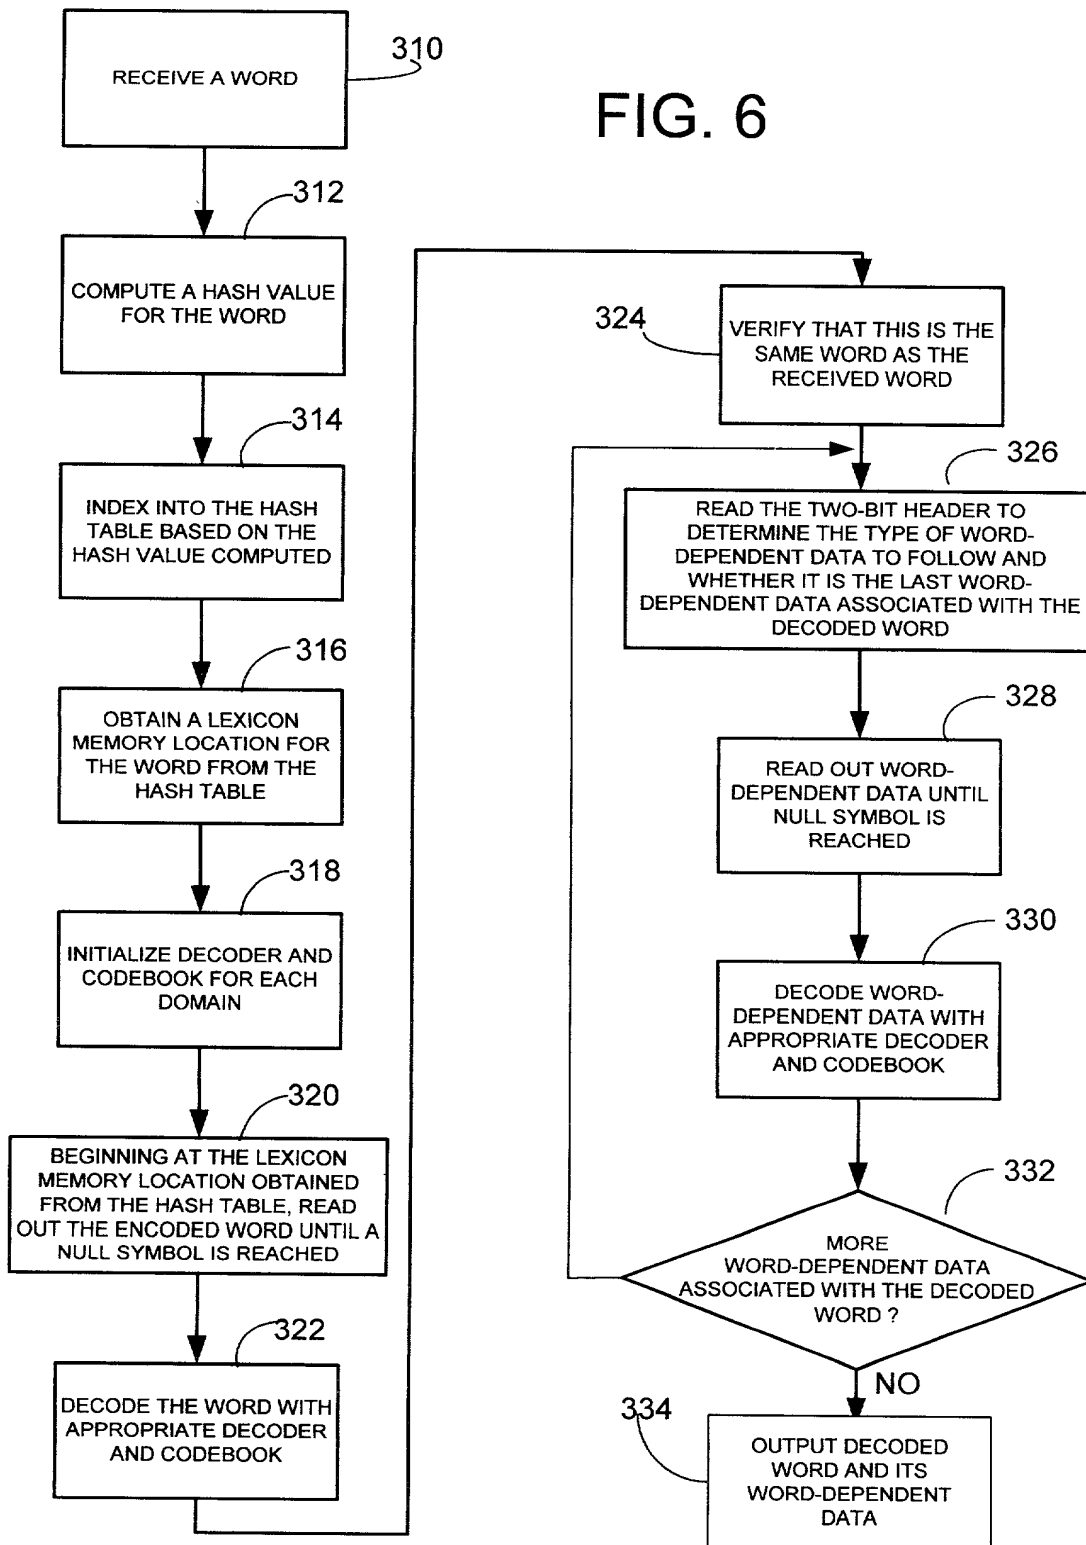 FIG. 6
310
RECEIVE A WORD
312
COMPUTE A HASH VALUE
FOR THE WORD
314
INDEX INTO THE HASH
TABLE BASED ON THE
HASH VALUE COMPUTED
316
OBTAIN A LEXICON
MEMORY LOCATION FOR
THE WORD FROM THE
HASH TABLE
318
INITIALIZE DECODER AND
CODEBOOK FOR EACH
DOMAIN
320
BEGINNING AT THE LEXICON
MEMORY LOCATION OBTAINED
FROM THE HASH TABLE, READ
OUT THE ENCODED WORD UNTIL A
NULL SYMBOL IS REACHED
322
DECODE THE WORD WITH
APPROPRIATE DECODER
AND CODEBOOK
324
VERIFY THAT THIS IS THE
SAME WORD AS THE
RECEIVED WORD
326
READ THE TWO-BIT HEADER TO
DETERMINE THE TYPE OF WORD-
DEPENDENT DATA TO FOLLOW AND
WHETHER IT IS THE LAST WORD-
DEPENDENT DATA ASSOCIATED WITH THE
DECODED WORD
328
READ OUT WORD-
DEPENDENT DATA UNTIL
NULL SYMBOL IS
REACHED
330
DECODE WORD-
DEPENDENT DATA WITH
APPROPRIATE DECODER
AND CODEBOOK
332
MORE
WORD-DEPENDENT DATA
ASSOCIATED WITH THE DECODED
WORD ?
NO
334
OUTPUT DECODED
WORD AND ITS
WORD-DEPENDENT
DATA